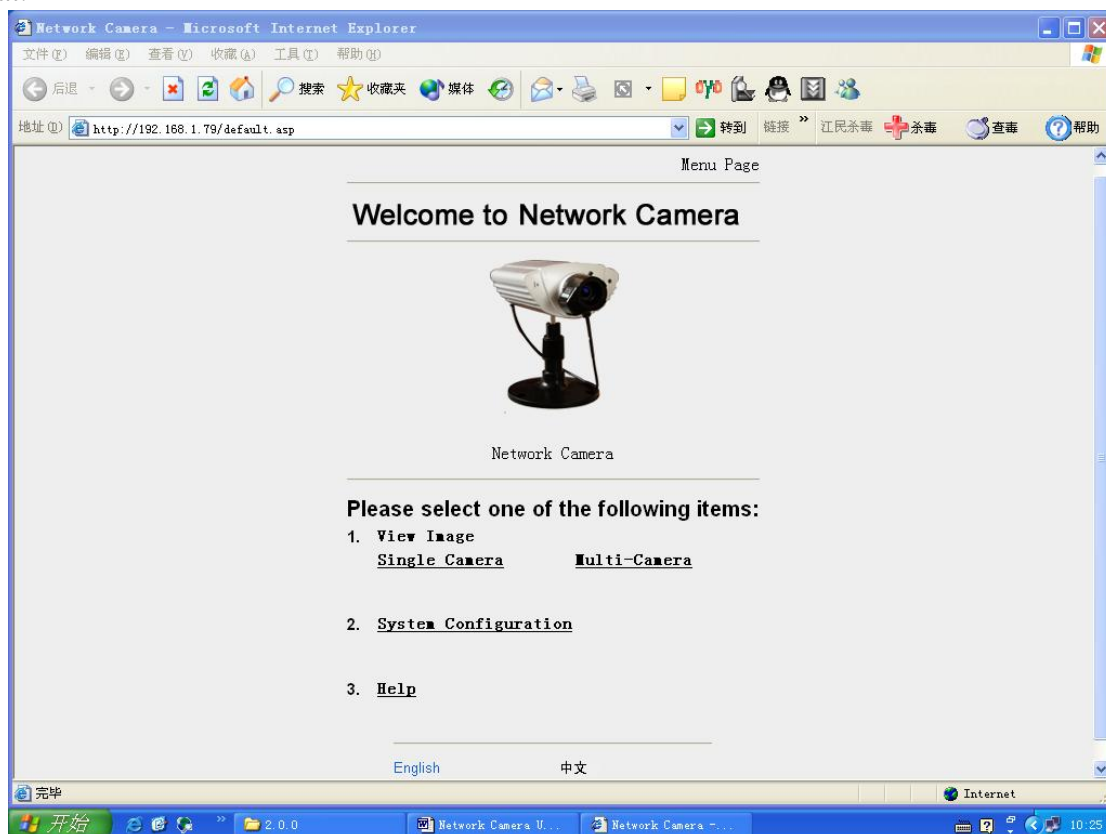 Network Camera - Microsoft Internet Explorer
文件(F) 编辑(E) 查看(V) 收藏(A) 工具(T) 帮助(H)
后退 搜索 收藏夹 媒体
地址(D) http://192.168.1.79/default.asp 转到 链接 » 江民杀毒 杀毒 查毒 帮助
Menu Page
Welcome to Network Camera
Network Camera
Please select one of the following items:
1. View Image
Single Camera Multi-Camera
2. System Configuration
3. Help
English 中文
完毕 Internet
开始 » 2.0.0 Network Camera U... Network Camera -... 10:25